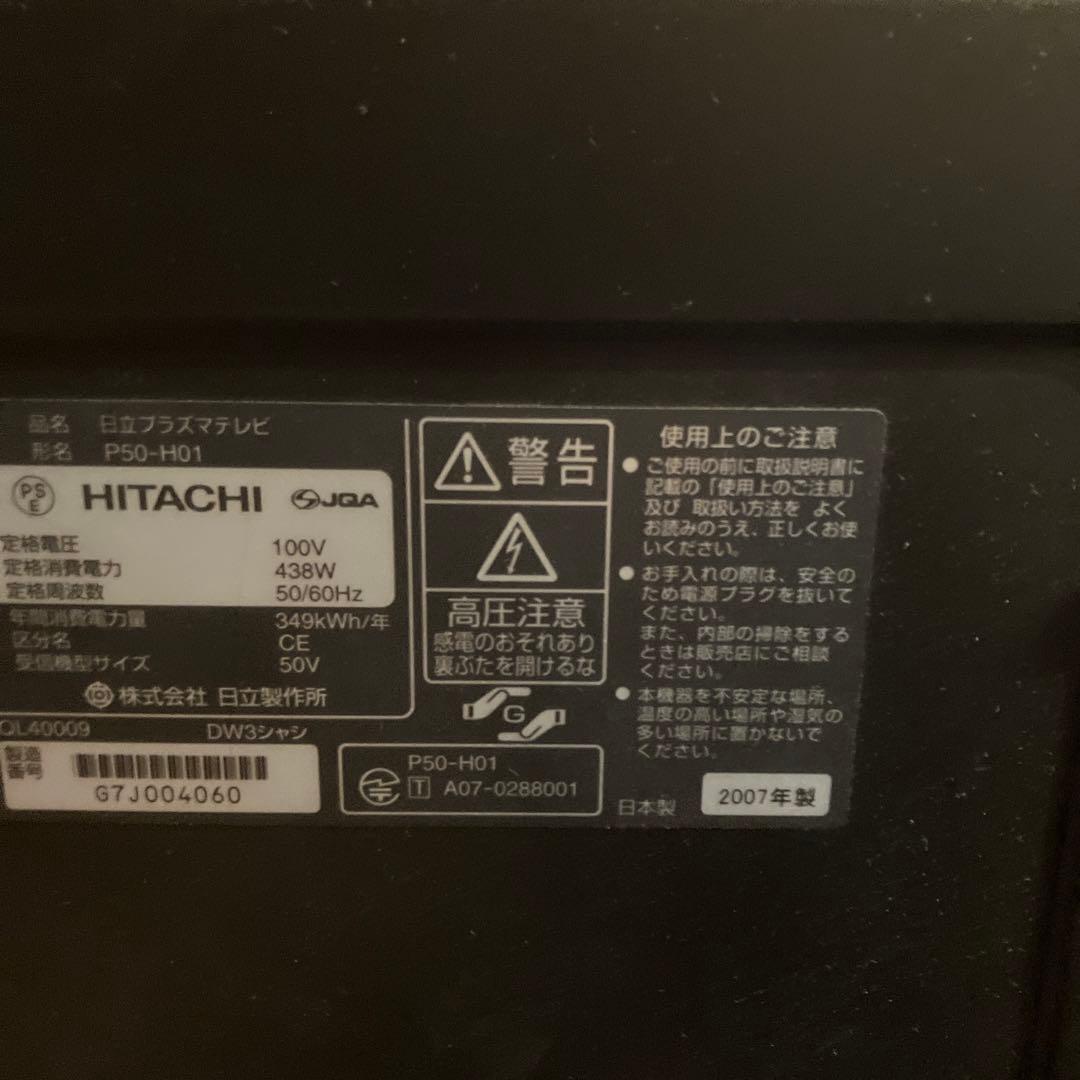 品名 日立プラズマテレビ
形名 P50-H01
PS
E
HITACHI JQA
定格電圧 100V
定格消費電力 438W
定格周波数 50/60Hz
年間消費電力量 349kWh/年
区分名 CE
受信機型サイズ 50V
株式会社 日立製作所
QL40009 DW3シャシ
製造
番号
G7J004060
警告
高圧注意
感電のおそれあり
裏ぶたを開けるな
G
P50-H01
T A07-0288001
使用上のご注意
● ご使用の前に取扱説明書に
記載の「使用上のご注意」
及び 取扱い方法を よく
お読みのうえ、正しくお使
いください。
● お手入れの際は、安全の
ため電源プラグを抜いて
ください。
また、内部の掃除をする
ときは販売店にご相談
ください。
● 本機器を不安定な場所、
温度の高い場所や湿気の
多い場所に置かないで
ください。
日本製 2007年製